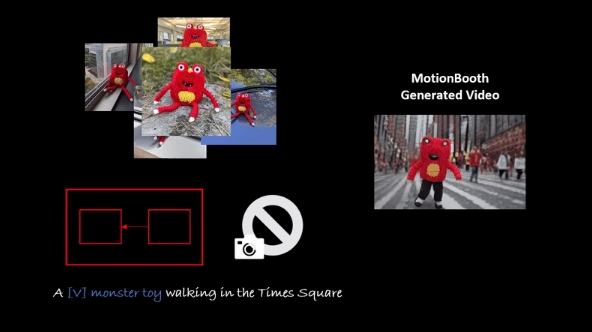 MotionBooth
Generated Video
A [V] monster toy walking in the Times Square